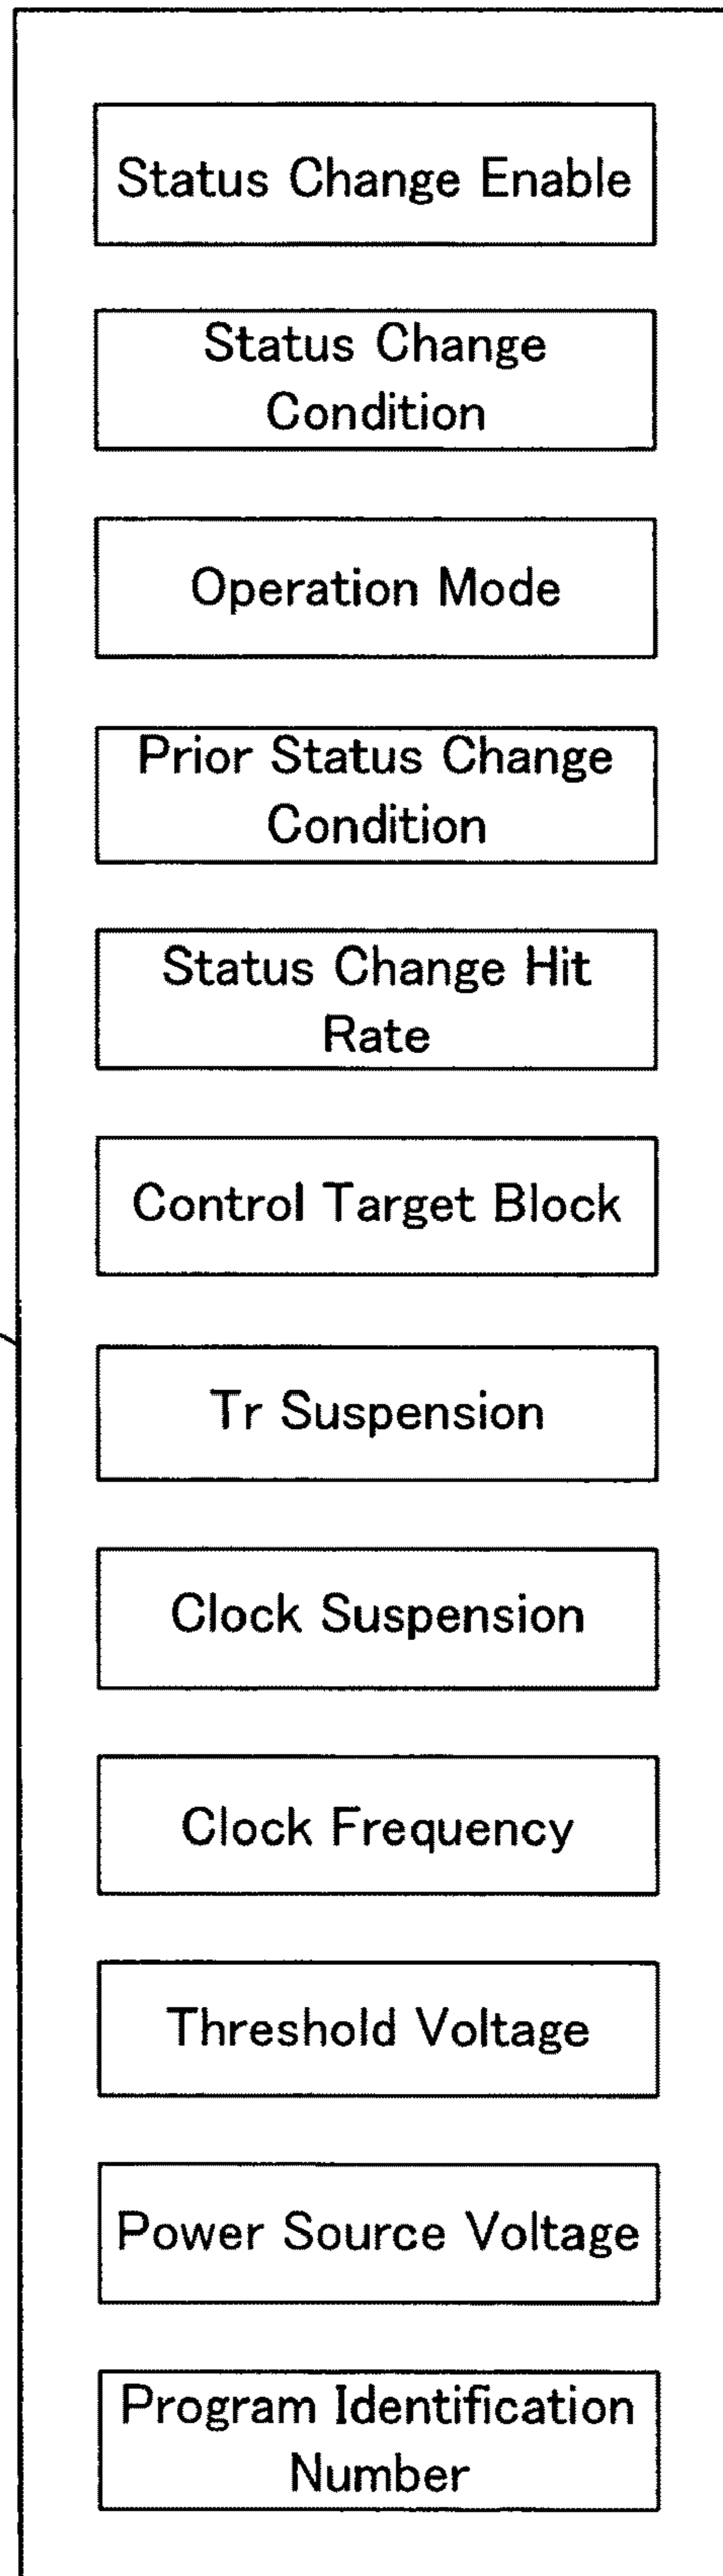 Status Change Enable
Status Change
Condition
Operation Mode
Prior Status Change
Condition
Status Change Hit
Rate
Control Target Block
Tr Suspension
Clock Suspension
Clock Frequency
Threshold Voltage
Power Source Voltage
Program Identification
Number